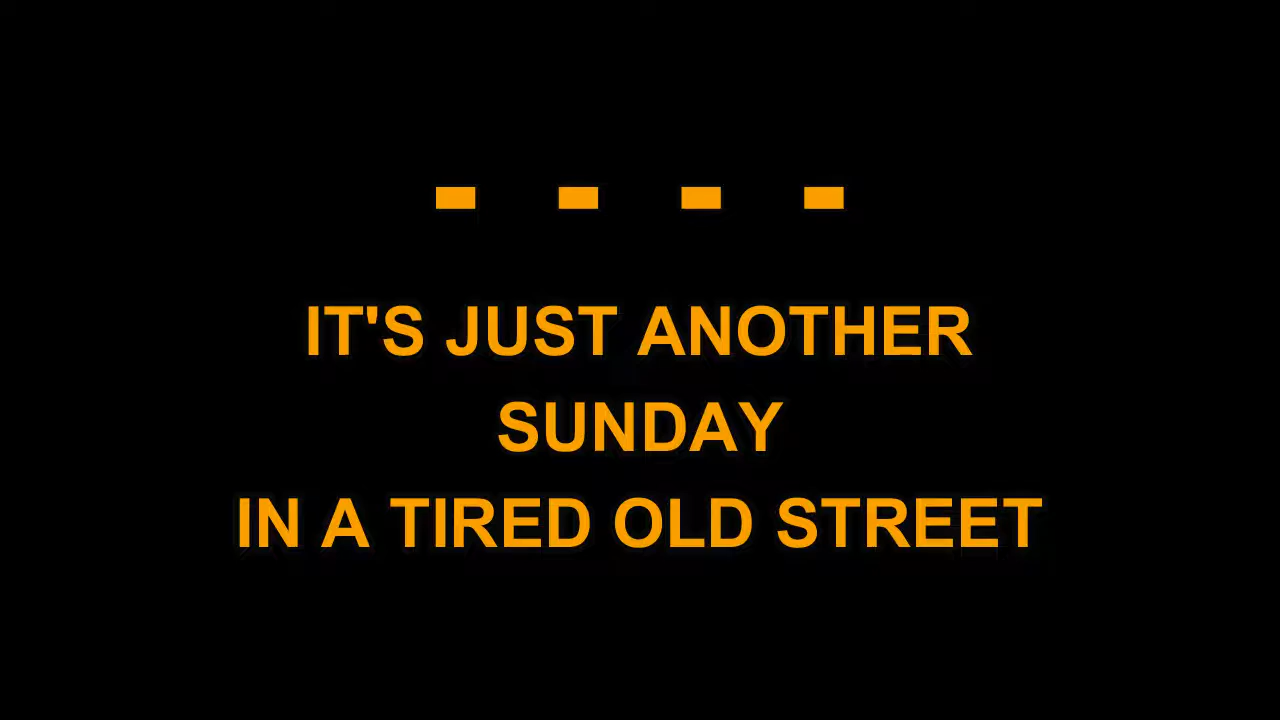 - - - -
IT'S JUST ANOTHER
SUNDAY
IN A TIRED OLD STREET